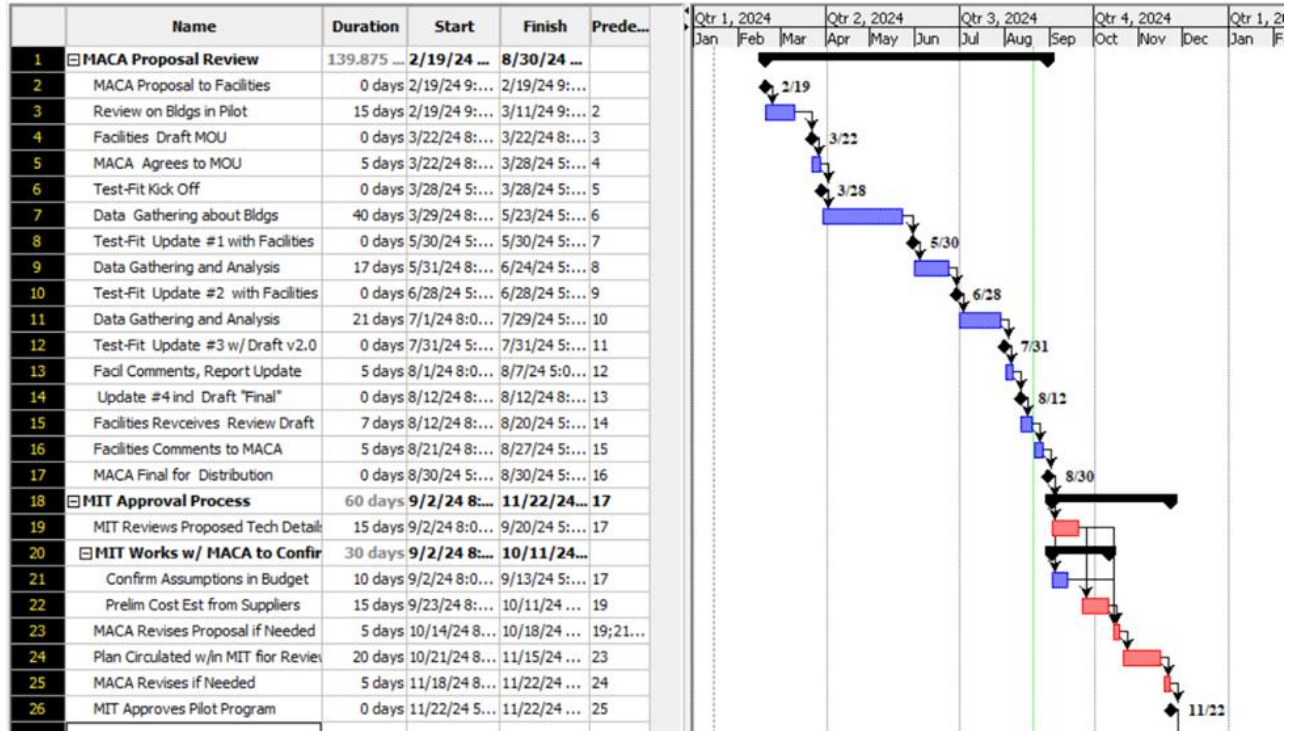 Name Duration Start Finish Prede...
1 MACA Proposal Review 139.875 ... 2/19/24 ... 8/30/24 ...
2 MACA Proposal to Facilities 0 days 2/19/24 9:... 2/19/24 9:...
3 Review on Bldgs in Pilot 15 days 2/19/24 9:... 3/11/24 9:... 2
4 Facilities Draft MOU 0 days 3/22/24 8:... 3/22/24 8:... 3
5 MACA Agrees to MOU 5 days 3/22/24 8:... 3/28/24 5:... 4
6 Test-Fit Kick Off 0 days 3/28/24 5:... 3/28/24 5:... 5
7 Data Gathering about Bldgs 40 days 3/29/24 8:... 5/23/24 5:... 6
8 Test-Fit Update #1 with Facilities 0 days 5/30/24 5:... 5/30/24 5:... 7
9 Data Gathering and Analysis 17 days 5/31/24 8:... 6/24/24 5:... 8
10 Test-Fit Update #2 with Facilities 0 days 6/28/24 5:... 6/28/24 5:... 9
11 Data Gathering and Analysis 21 days 7/1/24 8:0... 7/29/24 5:... 10
12 Test-Fit Update #3 w/ Draft v2.0 0 days 7/31/24 5:... 7/31/24 5:... 11
13 Facil Comments, Report Update 5 days 8/1/24 8:0... 8/7/24 5:0... 12
14 Update #4 incl Draft "Final" 0 days 8/12/24 8:... 8/12/24 8:... 13
15 Facilities Revceives Review Draft 7 days 8/12/24 8:... 8/20/24 5:... 14
16 Facilities Comments to MACA 5 days 8/21/24 8:... 8/27/24 5:... 15
17 MACA Final for Distribution 0 days 8/30/24 5:... 8/30/24 5:... 16
18 MIT Approval Process 60 days 9/2/24 8:... 11/22/24... 17
19 MIT Reviews Proposed Tech Details 15 days 9/2/24 8:0... 9/20/24 5:... 17
20 MIT Works w/ MACA to Confir 30 days 9/2/24 8:... 10/11/24...
21 Confirm Assumptions in Budget 10 days 9/2/24 8:0... 9/13/24 5:... 17
22 Prelim Cost Est from Suppliers 15 days 9/23/24 8:... 10/11/24 ... 19
23 MACA Revises Proposal if Needed 5 days 10/14/24 8... 10/18/24 ... 19;21...
24 Plan Circulated w/in MIT fior Review 20 days 10/21/24 8... 11/15/24 ... 23
25 MACA Revises if Needed 5 days 11/18/24 8... 11/22/24 ... 24
26 MIT Approves Pilot Program 0 days 11/22/24 5... 11/22/24 ... 25
Qtr 1, 2024 Qtr 2, 2024 Qtr 3, 2024 Qtr 4, 2024 Qtr 1, 2
Jan Feb Mar Apr May Jun Jul Aug Sep Oct Nov Dec Jan F
2/19
3/22
3/28
5/30
6/28
7/31
8/12
8/30
11/22